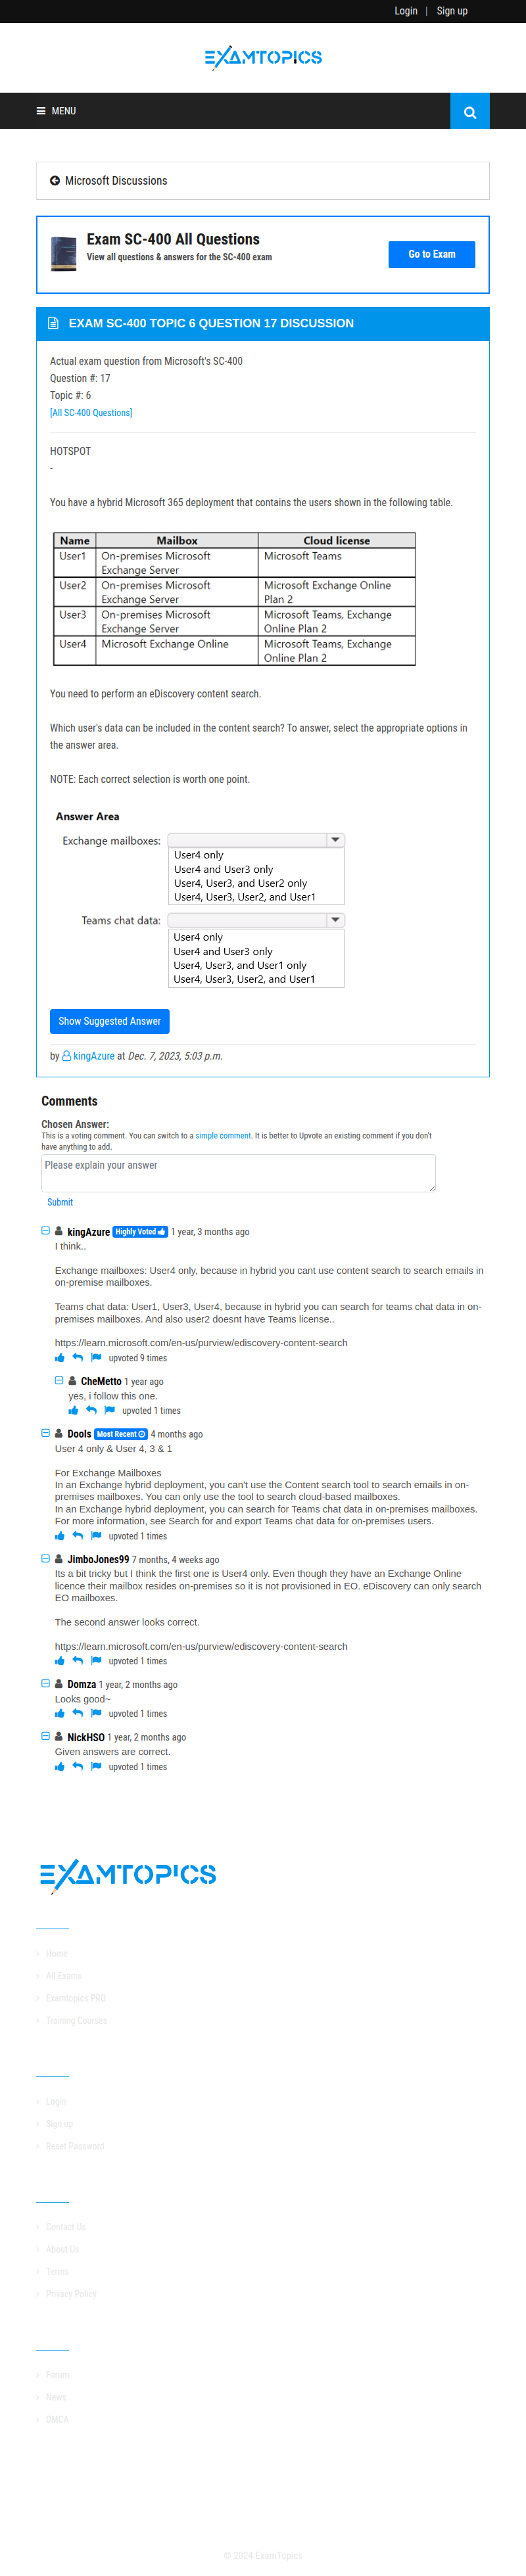 Login | Sign up
EXAMTOPICS
MENU
Microsoft Discussions
Exam SC-400 All Questions
View all questions & answers for the SC-400 exam
Go to Exam
EXAM SC-400 TOPIC 6 QUESTION 17 DISCUSSION
Actual exam question from Microsoft's SC-400
Question #: 17
Topic #: 6
[All SC-400 Questions]
HOTSPOT
-
You have a hybrid Microsoft 365 deployment that contains the users shown in the following table.
Name Mailbox Cloud license
User1 On-premises Microsoft Microsoft Teams
Exchange Server
User2 On-premises Microsoft Microsoft Exchange Online
Exchange Server Plan 2
User3 On-premises Microsoft Microsoft Teams, Exchange
Exchange Server Online Plan 2
User4 Microsoft Exchange Online Microsoft Teams, Exchange
Online Plan 2
You need to perform an eDiscovery content search.
Which user's data can be included in the content search? To answer, select the appropriate options in
the answer area.
NOTE: Each correct selection is worth one point.
Answer Area
Exchange mailboxes:
User4 only
User4 and User3 only
User4, User3, and User2 only
User4, User3, User2, and User1
Teams chat data:
User4 only
User4 and User3 only
User4, User3, and User1 only
User4, User3, User2, and User1
Show Suggested Answer
by kingAzure at Dec. 7, 2023, 5:03 p.m.
Comments
Chosen Answer:
This is a voting comment. You can switch to a simple comment. It is better to Upvote an existing comment if you don't
have anything to add.
Please explain your answer
Submit
kingAzure Highly Voted 1 year, 3 months ago
I think..
Exchange mailboxes: User4 only, because in hybrid you cant use content search to search emails in
on-premise mailboxes.
Teams chat data: User1, User3, User4, because in hybrid you can search for teams chat data in on-
premises mailboxes. And also user2 doesnt have Teams license..
https://learn.microsoft.com/en-us/purview/ediscovery-content-search
upvoted 9 times
CheMetto 1 year ago
yes, i follow this one.
upvoted 1 times
Dools Most Recent 4 months ago
User 4 only & User 4, 3 & 1
For Exchange Mailboxes
In an Exchange hybrid deployment, you can't use the Content search tool to search emails in on-
premises mailboxes. You can only use the tool to search cloud-based mailboxes.
In an Exchange hybrid deployment, you can search for Teams chat data in on-premises mailboxes.
For more information, see Search for and export Teams chat data for on-premises users.
upvoted 1 times
JimboJones99 7 months, 4 weeks ago
Its a bit tricky but I think the first one is User4 only. Even though they have an Exchange Online
licence their mailbox resides on-premises so it is not provisioned in EO. eDiscovery can only search
EO mailboxes.
The second answer looks correct.
https://learn.microsoft.com/en-us/purview/ediscovery-content-search
upvoted 1 times
Domza 1 year, 2 months ago
Looks good~
upvoted 1 times
NickHSO 1 year, 2 months ago
Given answers are correct.
upvoted 1 times
EXAMTOPICS
Home
All Exams
Examtopics PRO
Training Courses
Login
Sign up
Reset Password
Contact Us
About Us
Terms
Privacy Policy
Forum
News
DMCA
© 2024 ExamTopics